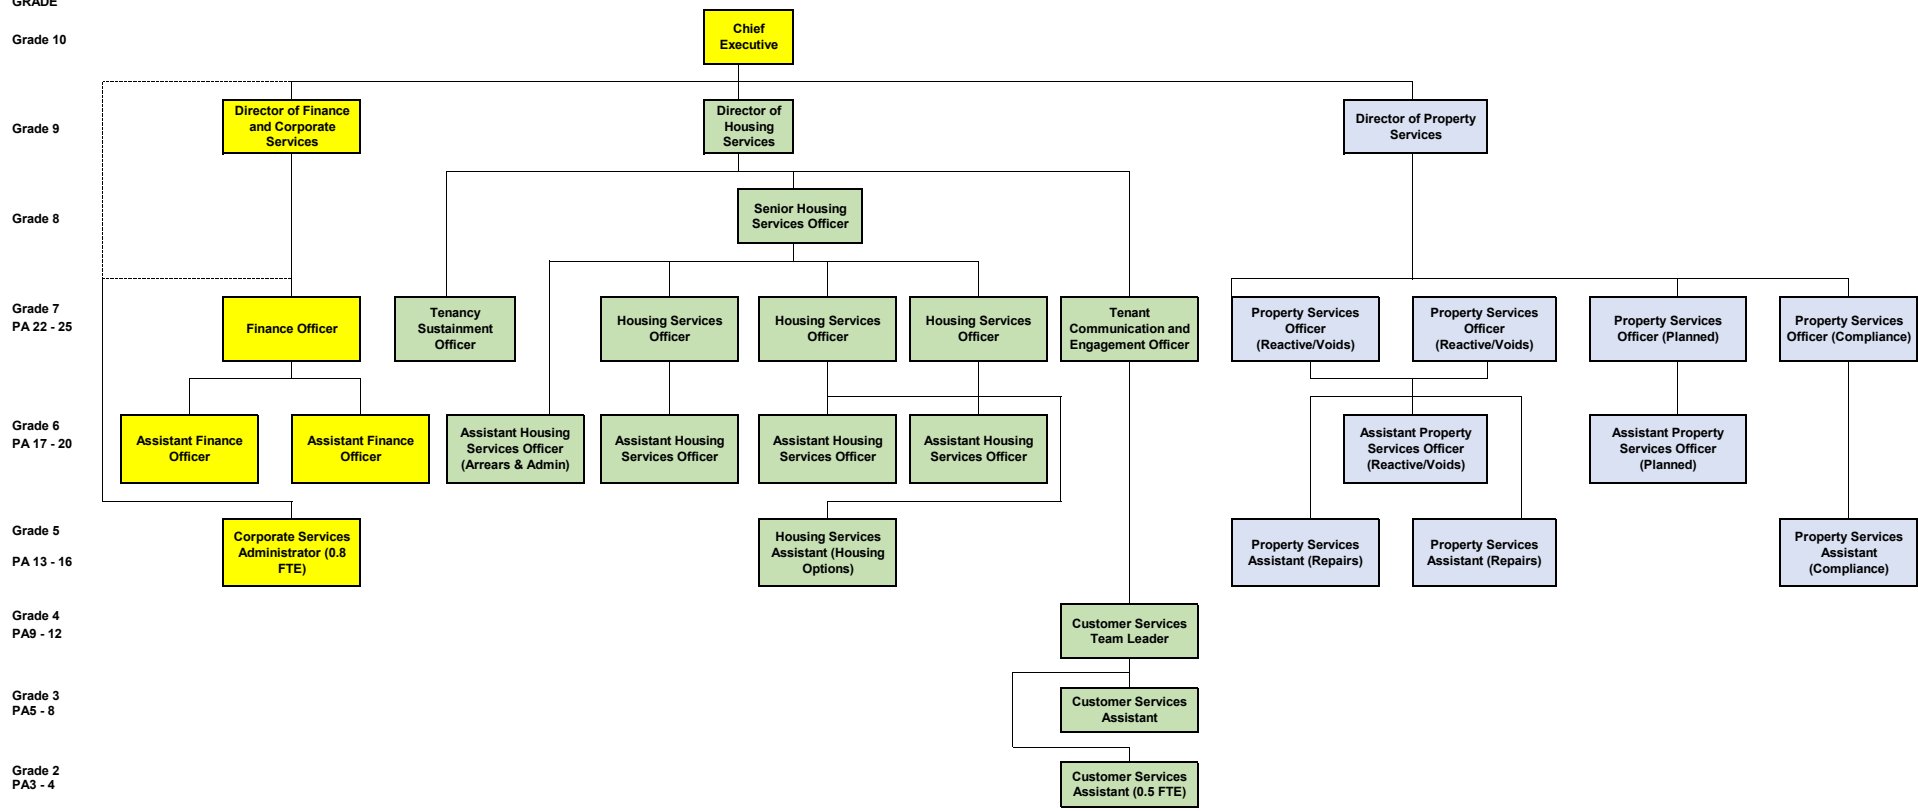 GRADE
Grade 10
Chief
Executive
Grade 9
Director of Finance
and Corporate
Services
Director of
Housing
Services
Director of Property
Services
Grade 8
Senior Housing
Services Officer
Grade 7
PA 22 - 25
Finance Officer
Tenancy
Sustainment
Officer
Housing Services
Officer
Housing Services
Officer
Housing Services
Officer
Tenant
Communication and
Engagement Officer
Property Services
Officer
(Reactive/Voids)
Property Services
Officer
(Reactive/Voids)
Property Services
Officer (Planned)
Property Services
Officer (Compliance)
Grade 6
PA 17 - 20
Assistant Finance
Officer
Assistant Finance
Officer
Assistant Housing
Services Officer
(Arrears & Admin)
Assistant Housing
Services Officer
Assistant Housing
Services Officer
Assistant Housing
Services Officer
Assistant Property
Services Officer
(Reactive/Voids)
Assistant Property
Services Officer
(Planned)
Grade 5
PA 13 - 16
Corporate Services
Administrator (0.8
FTE)
Housing Services
Assistant (Housing
Options)
Property Services
Assistant (Repairs)
Property Services
Assistant (Repairs)
Property Services
Assistant
(Compliance)
Grade 4
PA9 - 12
Customer Services
Team Leader
Grade 3
PA5 - 8
Customer Services
Assistant
Grade 2
PA3 - 4
Customer Services
Assistant (0.5 FTE)